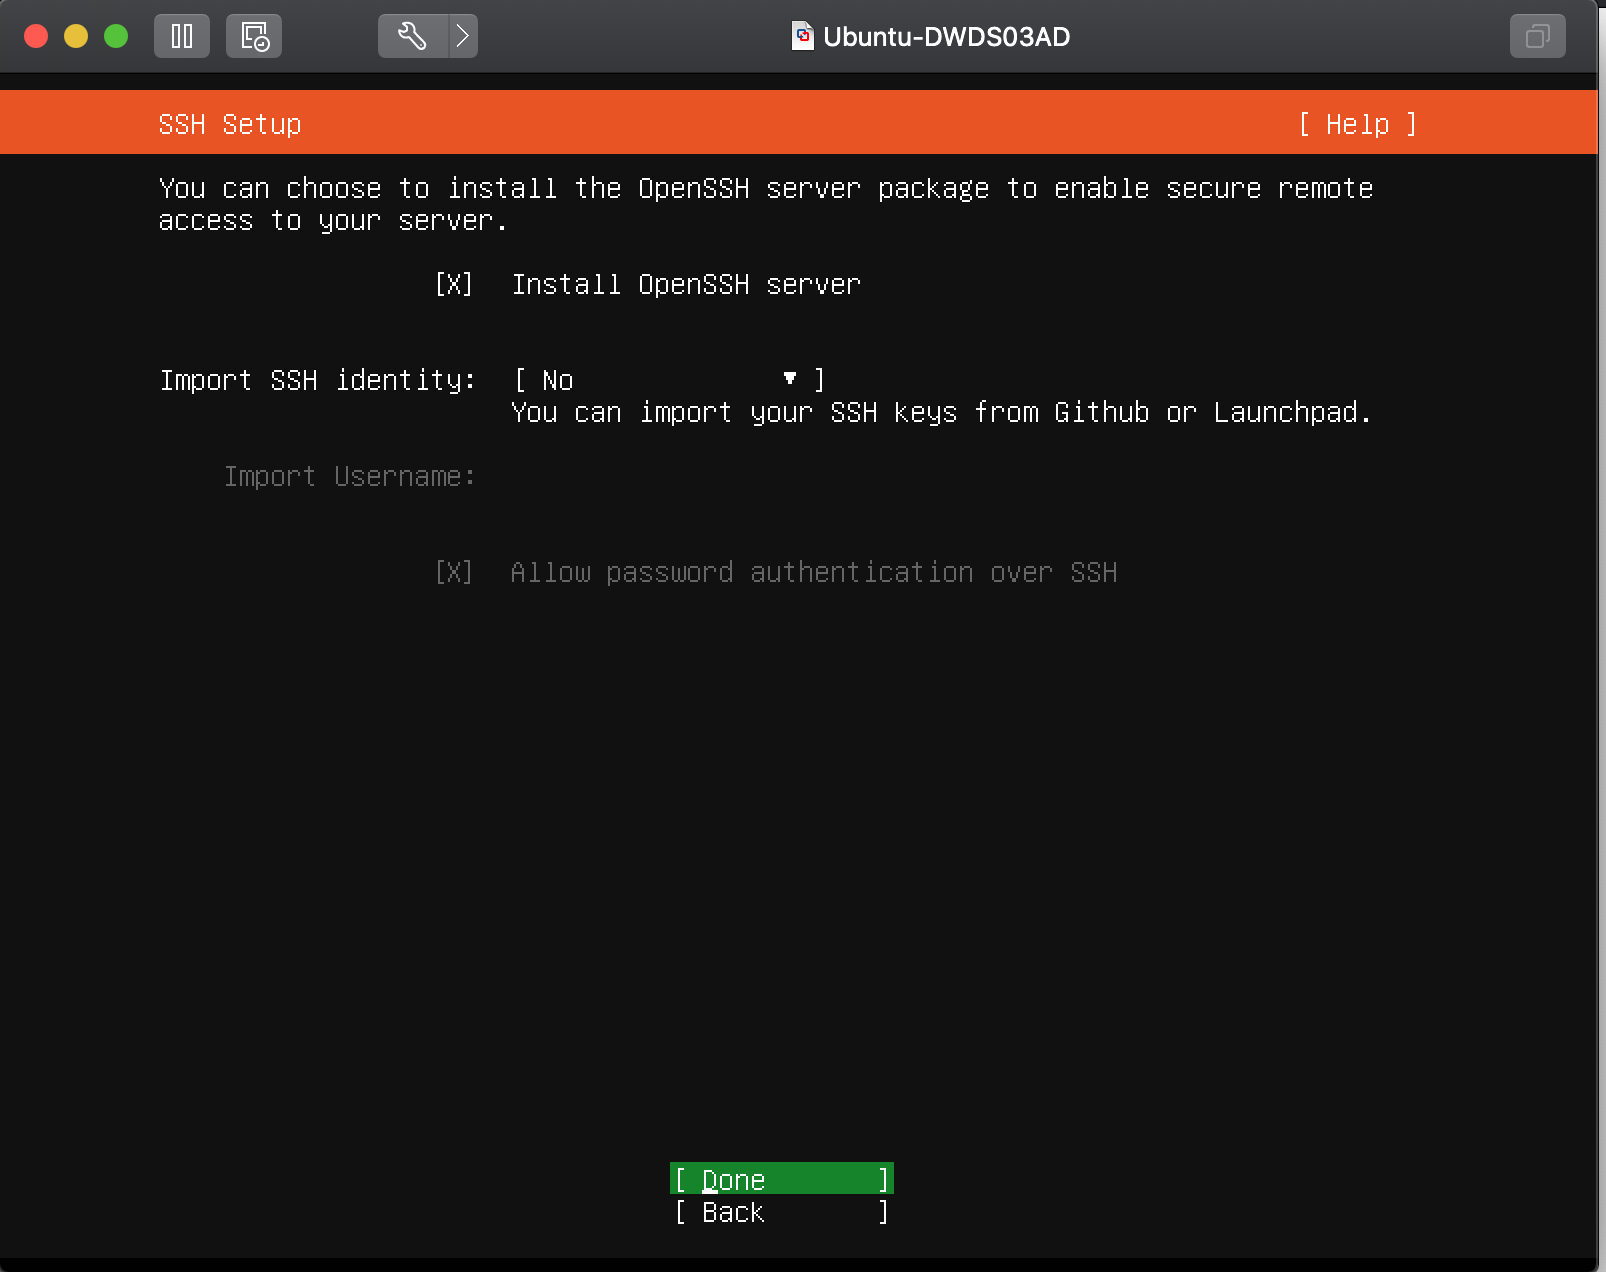 Ubuntu-DWDS03AD
SSH Setup [ Help ]
You can choose to install the OpenSSH server package to enable secure remote
access to your server.
[X] Install OpenSSH server
Import SSH identity: [ No ▼ ]
You can import your SSH keys from Github or Launchpad.
Import Username:
[X] Allow password authentication over SSH
[ Done ]
[ Back ]